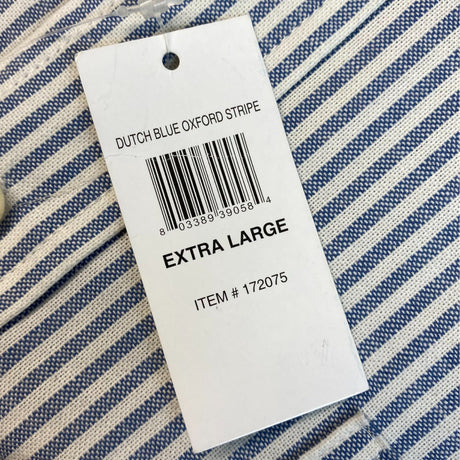 DUTCH BLUE OXFORD STRIPE
8 03389 39058 4
EXTRA LARGE
ITEM # 172075